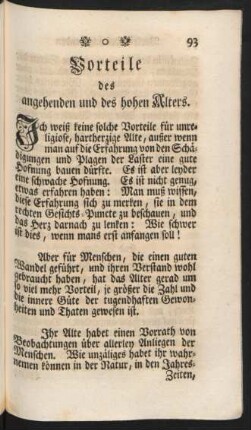 93
Vorteile
des
angehenden und des hohen Alters.
Ich weiß keine solche Vorteile für unre-
ligiose, hartherzige Alte, außer wenn
man auf die Erfahrung von den Schä-
digungen und Plagen der Laster eine gute
Hofnung bauen dürfte. Es ist aber leyder
eine schwache Hofnung. Es ist nicht genug,
etwas erfahren haben: Man muß wissen,
diese Erfahrung sich zu merken, sie in dem
rechten Gesichts-Puncte zu beschauen, und
das Herz darnach zu lenken: Wie schwer
ist dies, wenn mans erst anfangen soll!
Aber für Menschen, die einen guten
Wandel geführt, und ihren Verstand wohl
gebraucht haben, hat das Alter gerad um
so viel mehr Vorteil, je größer die Zahl und
die innere Güte der tugendhaften Gewon-
heiten und Thaten gewesen ist.
Ihr Alte habet einen Vorrath von
Beobachtungen über allerley Anliegen der
Menschen. Wie unzäliges habet ihr wahr-
nemen können in der Natur, in den Jahrs-
Zeiten,